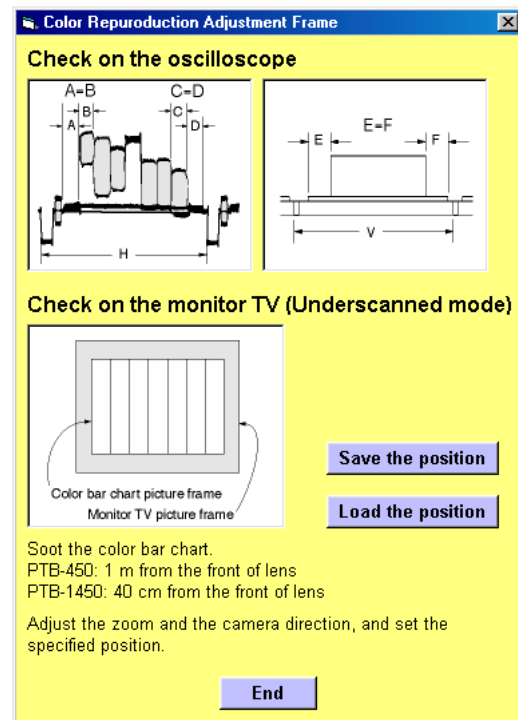 Color Repuroduction Adjustment Frame
Check on the oscilloscope
A=B C=D
B C
A D
H
E=F
E F
V
Check on the monitor TV (Underscanned mode)
Color bar chart picture frame
Monitor TV picture frame
Save the position
Load the position
Soot the color bar chart.
PTB-450: 1 m from the front of lens
PTB-1450: 40 cm from the front of lens
Adjust the zoom and the camera direction, and set the
specified position.
End